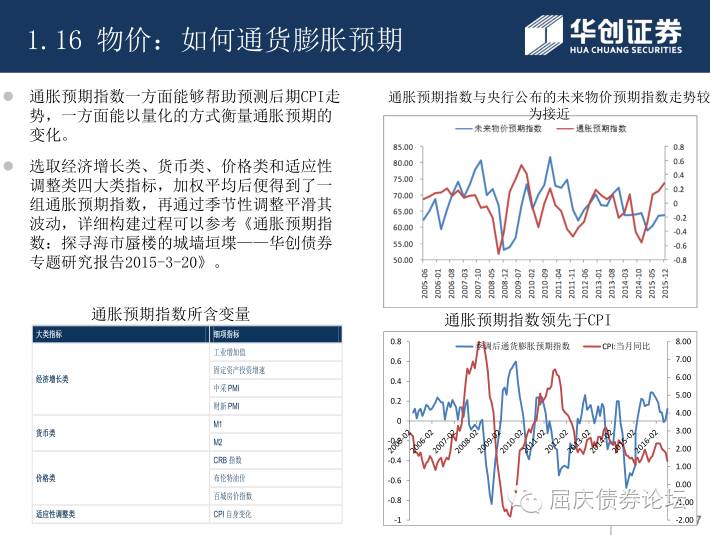 1.16 物价：如何通货膨胀预期
华创证券
HUA CHUANG SECURITIES
通胀预期指数一方面能够帮助预测后期CPI走
势，一方面能以量化的方式衡量通胀预期的
变化。
选取经济增长类、货币类、价格类和适应性
调整类四大类指标，加权平均后便得到了一
组通胀预期指数，再通过季节性调整平滑其
波动，详细构建过程可以参考《通胀预期指
数：探寻海市蜃楼的城墙垣堞——华创债券
专题研究报告2015-3-20》。
通胀预期指数所含变量
大类指标 细项指标
经济增长类
工业增加值
固定资产投资增速
中采 PMI
财新 PMI
货币类
M1
M2
价格类
CRB 指数
布伦特油价
百城房价指数
适应性调整类 CPI 自身变化
通胀预期指数与央行公布的未来物价预期指数走势较
为接近
未来物价预期指数 通胀预期指数
85.00 0.8
80.00 0.6
75.00 0.4
70.00 0.2
65.00 0
60.00 -0.2
-0.4
55.00 -0.6
50.00 -0.8
2005-06 2006-01 2006-08 2007-03 2007-10 2008-05 2008-12 2009-07 2010-02 2010-09 2011-04 2011-11 2012-06 2013-01 2013-08 2014-03 2014-10 2015-05 2015-12
通胀预期指数领先于CPI
季调后通货膨胀预期指数 CPI:当月同比
0.8 8.00
0.6 7.00
0.4 6.00
0.2 5.00
0 4.00
-0.2 3.00
-0.4 2.00
-0.6 1.00
0.00
-0.8 -1.00
-1 -2.00
2005-02 2006-02 2007-02 2008-02 2009-02 2010-02 2011-02 2012-02 2013-02 2014-02 2015-02 2016-02
屈庆债券论坛
7